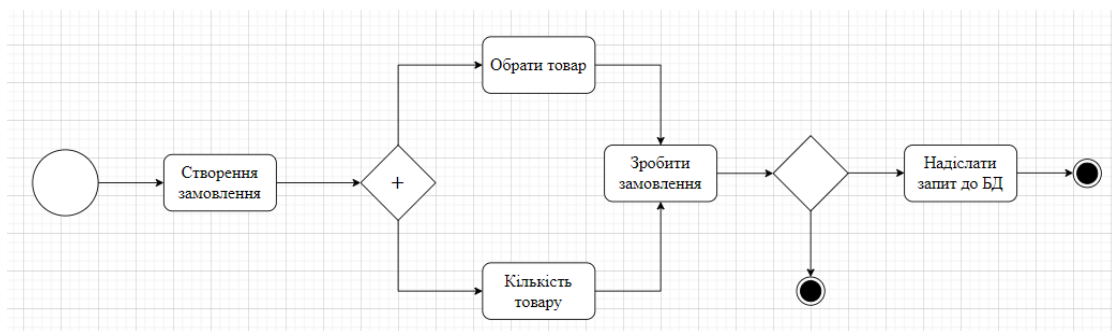 Обрати товар
Створення
замовлення
+
Зробити
замовлення
Надіслати
запит до БД
Кількість
товару